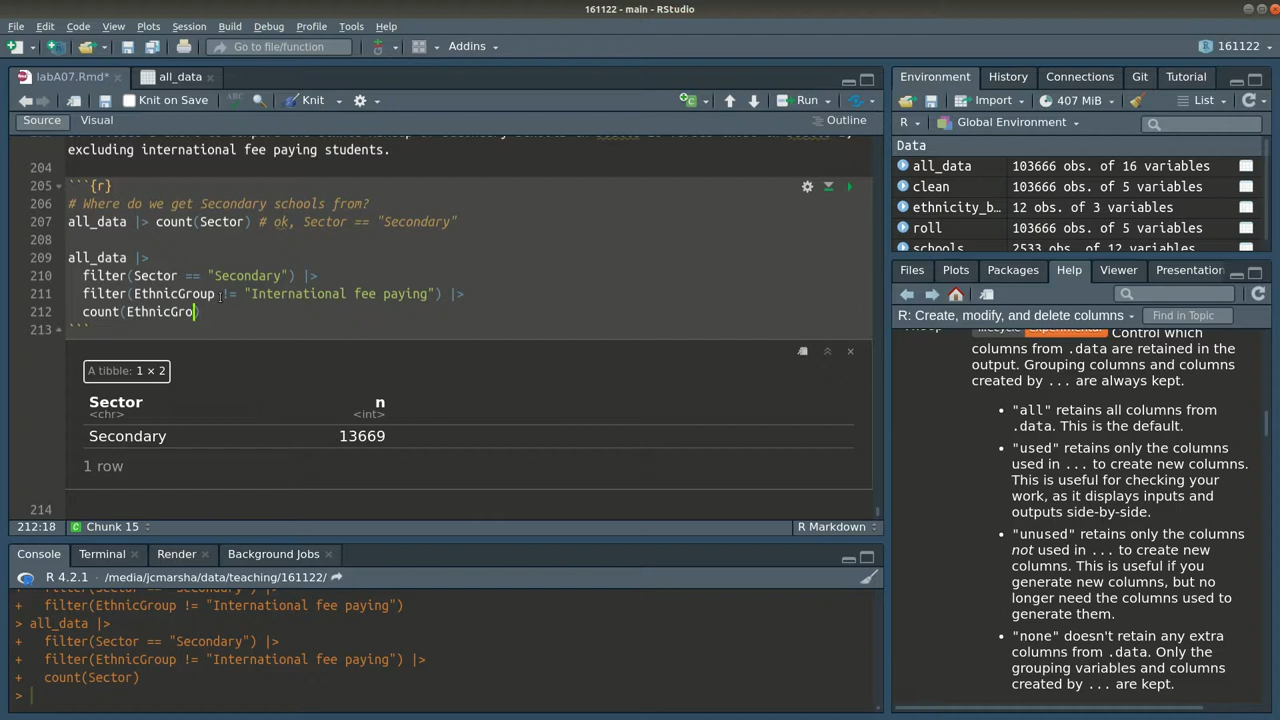 161122 - main - RStudio
File Edit Code View Plots Session Build Debug Profile Tools Help
Go to file/function
Addins
161122
labA07.Rmd*
all_data
Knit on Save
ABC
Knit
Run
Source Visual
Outline
excluding international fee paying students.
204
205 ```{r}
206 # Where do we get Secondary schools from?
207 all_data |> count(Sector) # ok, Sector == "Secondary"
208
209 all_data |>
210 filter(Sector == "Secondary") |>
211 filter(EthnicGroup != "International fee paying") |>
212 count(EthnicGro)
213 ```
A tibble: 1 × 2
Sector n
<chr> <int>
Secondary 13669
1 row
214
212:18 Chunk 15
R Markdown
Console Terminal Render Background Jobs
R 4.2.1 · /media/jcmarsha/data/teaching/161122/
+ filter(EthnicGroup != "International fee paying")
> all_data |>
+ filter(Sector == "Secondary") |>
+ filter(EthnicGroup != "International fee paying") |>
+ count(Sector)
>
Environment History Connections Git Tutorial
Import 407 MiB List
R Global Environment
Data
all_data 103666 obs. of 16 variables
clean 103666 obs. of 5 variables
ethnicity_b… 12 obs. of 3 variables
roll 103666 obs. of 5 variables
schools 2533 obs. of 12 variables
Files Plots Packages Help Viewer Presentation
R: Create, modify, and delete columns Find in Topic
lifecycle experimental Control which
columns from .data are retained in the
output. Grouping columns and columns
created by ... are always kept.
• "all" retains all columns from
.data. This is the default.
• "used" retains only the columns
used in ... to create new columns.
This is useful for checking your
work, as it displays inputs and
outputs side-by-side.
• "unused" retains only the columns
not used in ... to create new
columns. This is useful if you
generate new columns, but no
longer need the columns used to
generate them.
• "none" doesn't retain any extra
columns from .data. Only the
grouping variables and columns
created by ... are kept.